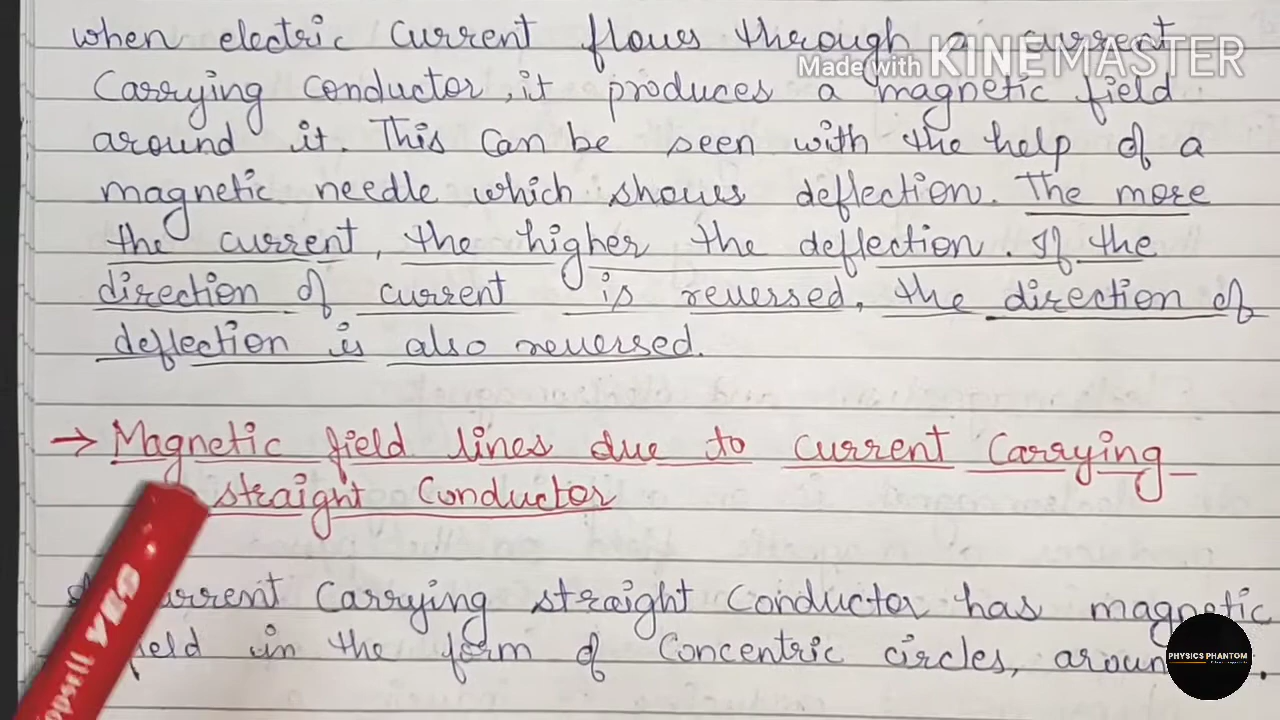 when electric current flows through a current
Made with KINEMASTER
Carrying conductor, it produces a magnetic field
around it. This can be seen with the help of a
magnetic needle which shows deflection. The more
the current, the higher the deflection. If the
direction of current is reversed, the direction of
deflection is also reversed.
→ Magnetic field lines due to current Carrying
straight Conductor
current Carrying straight Conductor has magnetic
field in the form of Concentric circles, around
PHYSICS PHANTOM